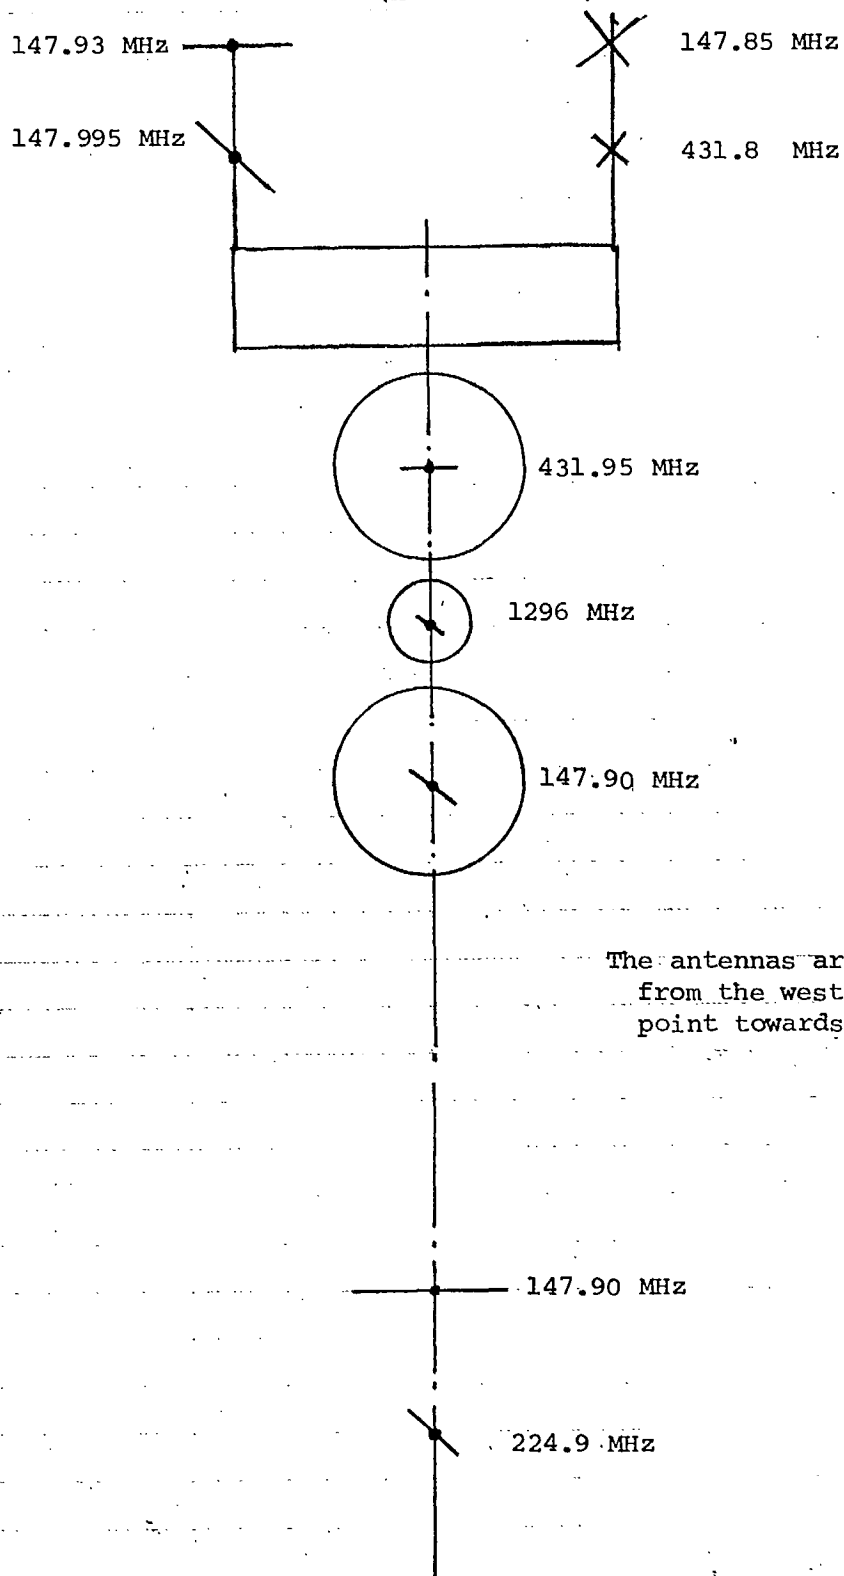 147.93 MHz
147.85 MHz
147.995 MHz
431.8 MHz
431.95 MHz
1296 MHz
147.90 MHz
The antennas ar
from the west
point towards
147.90 MHz
224.9 MHz